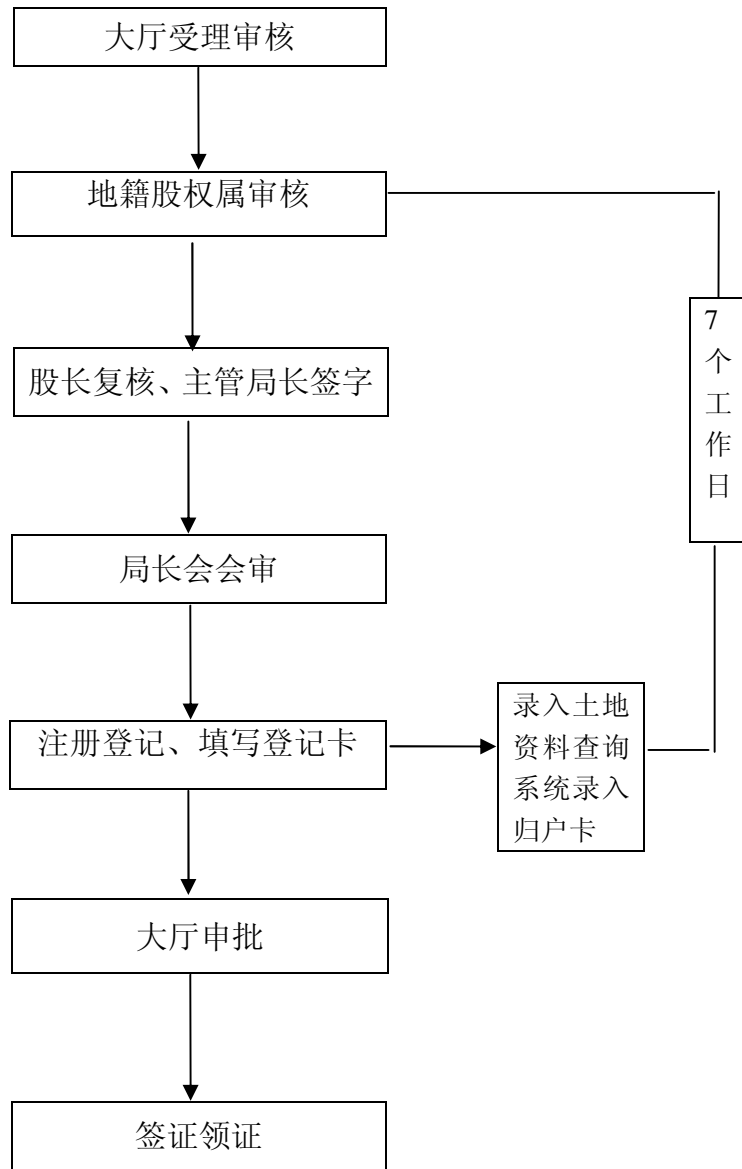 大厅受理审核
地籍股权属审核
7
个
工
作
日
股长复核、主管局长签字
局长会会审
注册登记、填写登记卡
录入土地
资料查询
系统录入
归户卡
大厅申批
签证领证